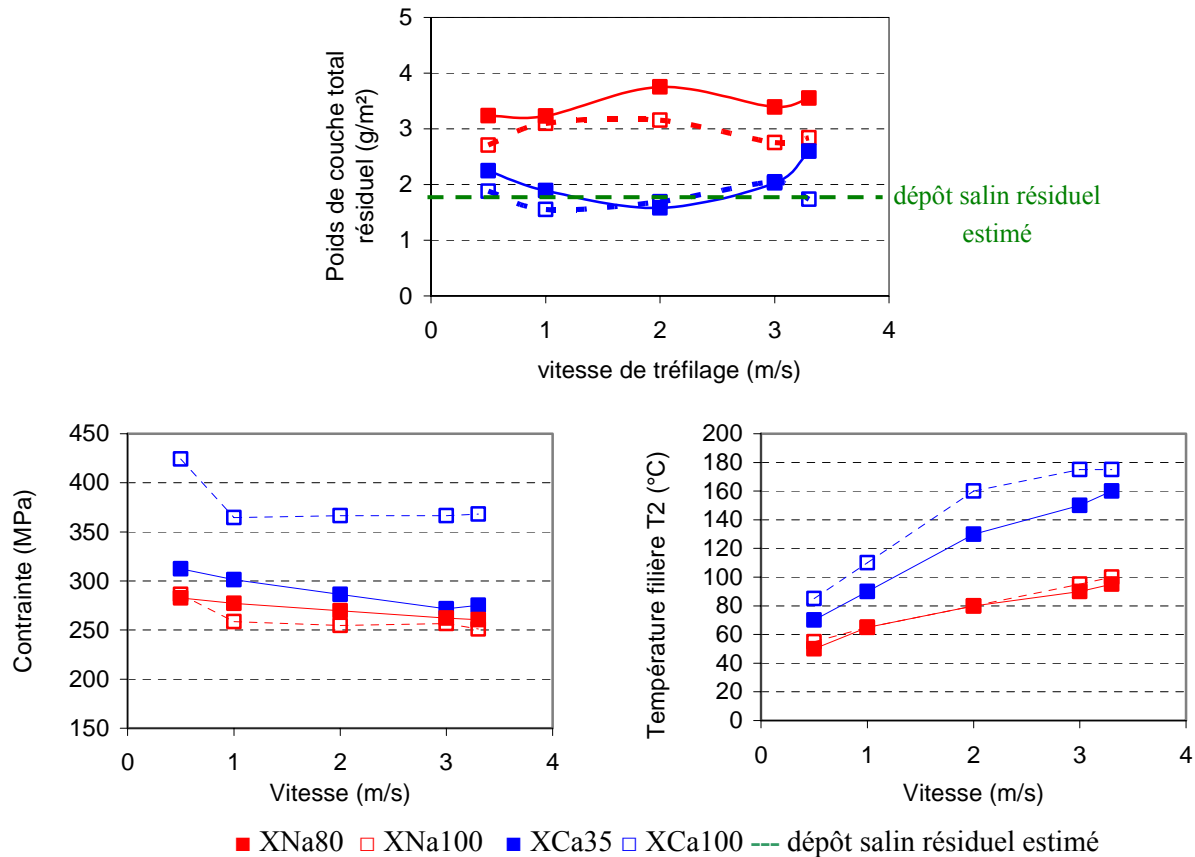 5
4
3
2
1
0
Poids de couche total
résiduel (g/m²)
0 1 2 3 4
vitesse de tréfilage (m/s)
dépôt salin résiduel
estimé
450
400
350
300
250
200
150
Contrainte (MPa)
0 1 2 3 4
Vitesse (m/s)
200
180
160
140
120
100
80
60
40
20
0
Température filière T2 (°C)
0 1 2 3 4
Vitesse (m/s)
XNa80 XNa100 XCa35 XCa100 dépôt salin résiduel estimé